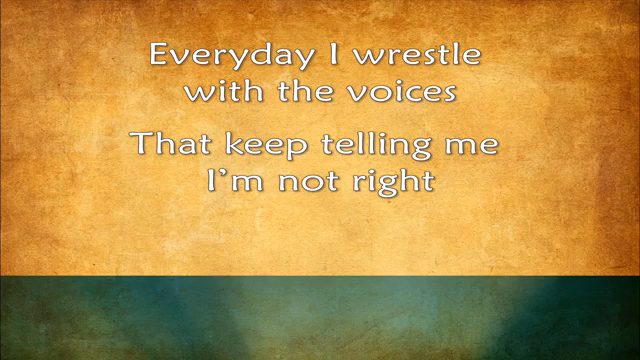 Everyday I wrestle
with the voices
That keep telling me
I'm not right